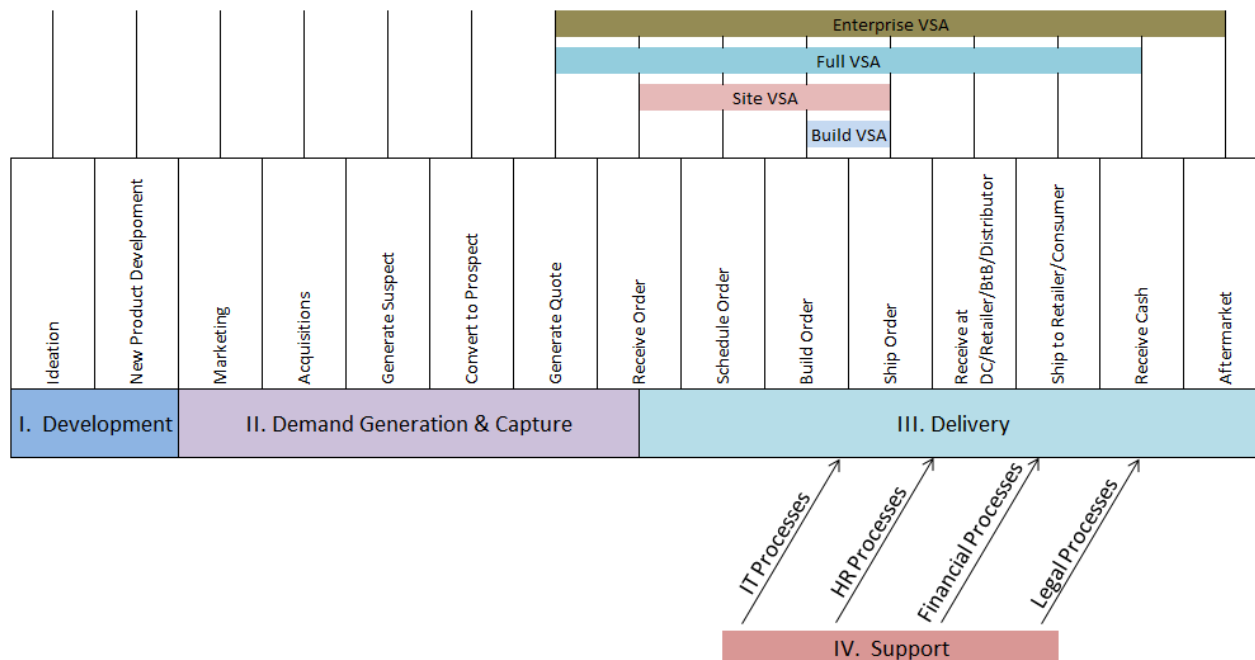 Enterprise VSA
Full VSA
Site VSA
Build VSA
Ideation
New Product Develpoment
Marketing
Acquisitions
Generate Suspect
Convert to Prospect
Generate Quote
Receive Order
Schedule Order
Build Order
Ship Order
Receive at
DC/Retailer/BtB/Distributor
Ship to Retailer/Consumer
Receive Cash
Aftermarket
I. Development
II. Demand Generation & Capture
III. Delivery
IT Processes
HR Processes
Financial Processes
Legal Processes
IV. Support